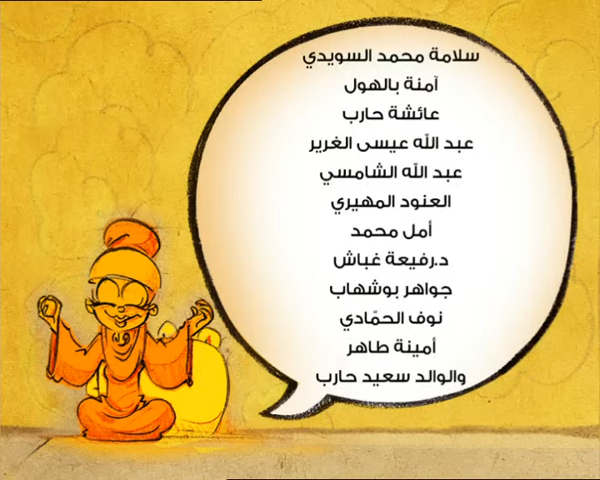 سلامة محمد السويدي
آمنة بالهول
عائشة حارب
عبد الله عيسى الغرير
عبد الله الشامسي
العنود المهيري
أمل محمد
د.رفيعة غباش
جواهر بوشهاب
نوف الحمّادي
أمينة طاهر
والوالد سعيد حارب